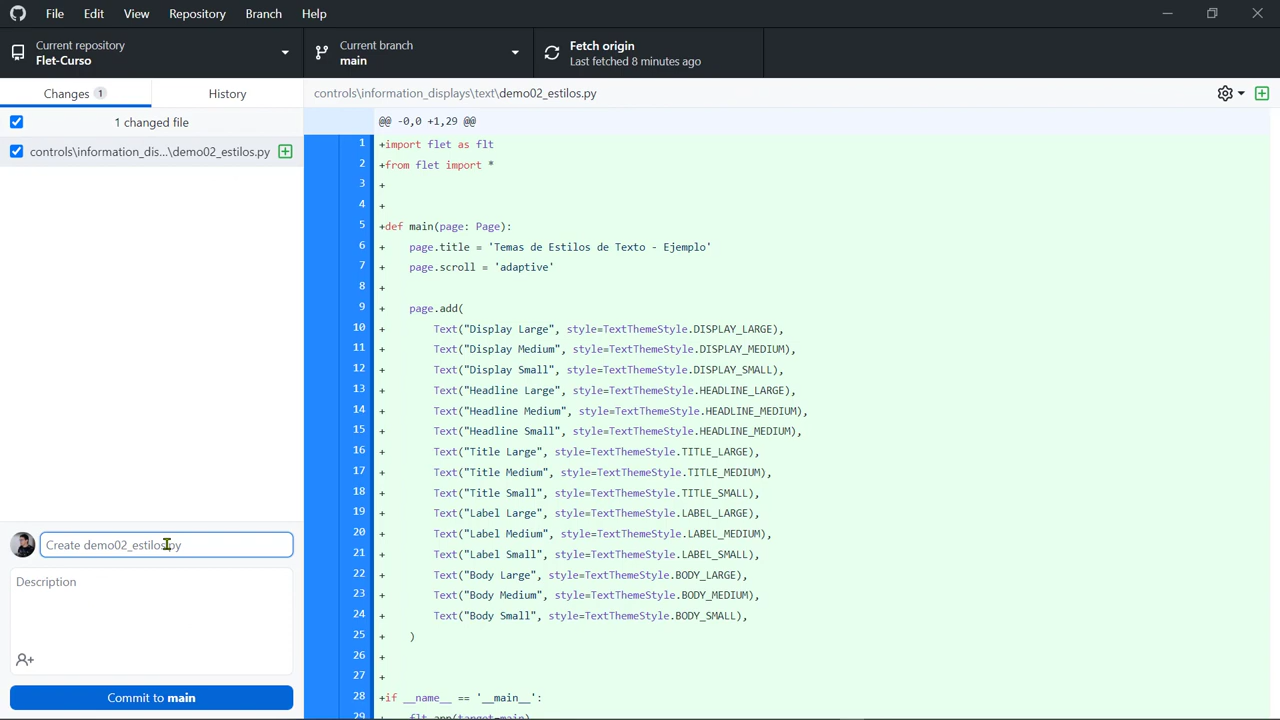 File Edit View Repository Branch Help
Current repository
Flet-Curso
Current branch
main
Fetch origin
Last fetched 8 minutes ago
Changes 1
History
controls\information_displays\text\demo02_estilos.py
1 changed file
controls\information_dis...\demo02_estilos.py
@@ -0,0 +1,29 @@
1 +import flet as flt
2 +from flet import *
3 +
4 +
5 +def main(page: Page):
6 + page.title = 'Temas de Estilos de Texto - Ejemplo'
7 + page.scroll = 'adaptive'
8 +
9 + page.add(
10 + Text("Display Large", style=TextThemeStyle.DISPLAY_LARGE),
11 + Text("Display Medium", style=TextThemeStyle.DISPLAY_MEDIUM),
12 + Text("Display Small", style=TextThemeStyle.DISPLAY_SMALL),
13 + Text("Headline Large", style=TextThemeStyle.HEADLINE_LARGE),
14 + Text("Headline Medium", style=TextThemeStyle.HEADLINE_MEDIUM),
15 + Text("Headline Small", style=TextThemeStyle.HEADLINE_MEDIUM),
16 + Text("Title Large", style=TextThemeStyle.TITLE_LARGE),
17 + Text("Title Medium", style=TextThemeStyle.TITLE_MEDIUM),
18 + Text("Title Small", style=TextThemeStyle.TITLE_SMALL),
19 + Text("Label Large", style=TextThemeStyle.LABEL_LARGE),
20 + Text("Label Medium", style=TextThemeStyle.LABEL_MEDIUM),
21 + Text("Label Small", style=TextThemeStyle.LABEL_SMALL),
22 + Text("Body Large", style=TextThemeStyle.BODY_LARGE),
23 + Text("Body Medium", style=TextThemeStyle.BODY_MEDIUM),
24 + Text("Body Small", style=TextThemeStyle.BODY_SMALL),
25 + )
26 +
27 +
28 +if __name__ == '__main__':
29 + flt.app(target=main)
Create demo02_estilos.py
Description
Commit to main